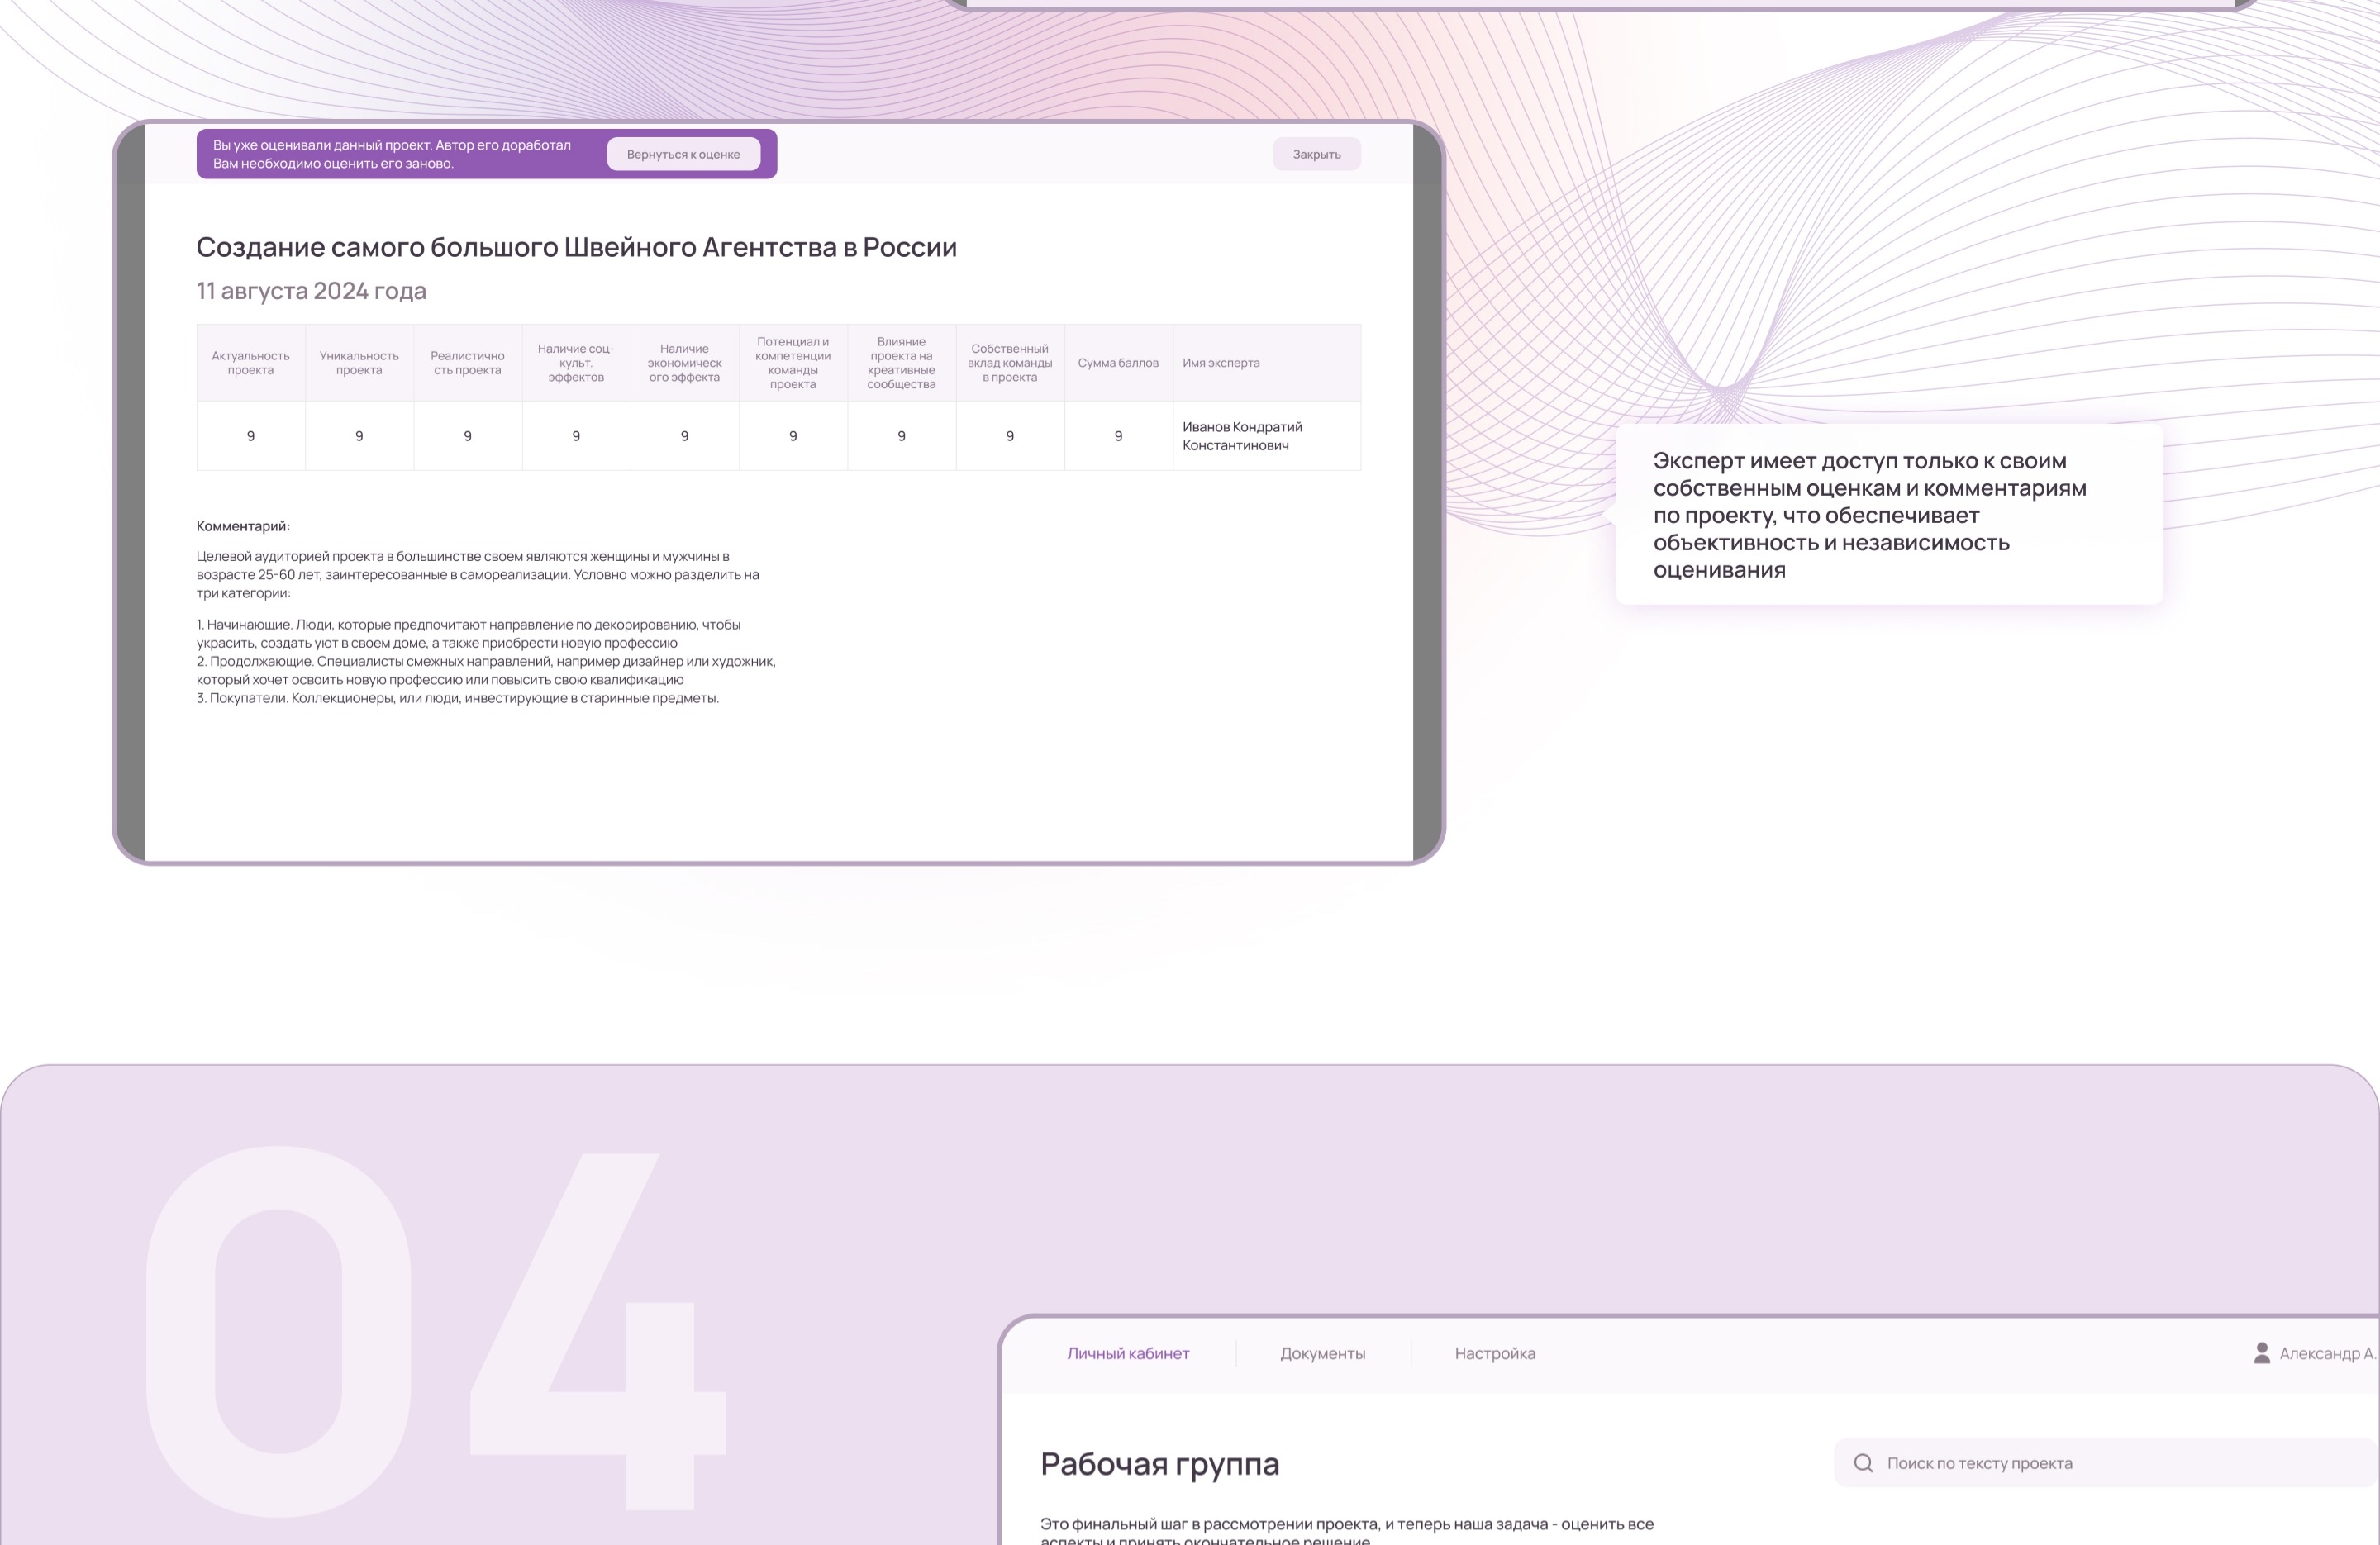 Вы уже оценивали данный проект. Автор его доработал
Вам необходимо оценить его заново.
Вернуться к оценке
Закрыть
Создание самого большого Швейного Агентства в России
11 августа 2024 года
Актуальность
проекта
Уникальность
проекта
Реалистично
сть проекта
Наличие соц-
культ.
эффектов
Наличие
экономическ
ого эффекта
Потенциал и
компетенции
команды
проекта
Влияние
проекта на
креативные
сообщества
Собственный
вклад команды
в проекта
Сумма баллов
Имя эксперта
9
9
9
9
9
9
9
9
9
Иванов Кондратий
Константинович
Комментарий:
Целевой аудиторией проекта в большинстве своем являются женщины и мужчины в
возрасте 25-60 лет, заинтересованные в самореализации. Условно можно разделить на
три категории:
1. Начинающие. Люди, которые предпочитают направление по декорированию, чтобы
украсить, создать уют в своем доме, а также приобрести новую профессию
2. Продолжающие. Специалисты смежных направлений, например дизайнер или художник,
который хочет освоить новую профессию или повысить свою квалификацию
3. Покупатели. Коллекционеры, или люди, инвестирующие в старинные предметы.
Эксперт имеет доступ только к своим
собственным оценкам и комментариям
по проекту, что обеспечивает
объективность и независимость
оценивания
04
Личный кабинет
Документы
Настройка
Александр А.
Рабочая группа
Поиск по тексту проекта
Это финальный шаг в рассмотрении проекта, и теперь наша задача - оценить все
аспекты и принять окончательное решение